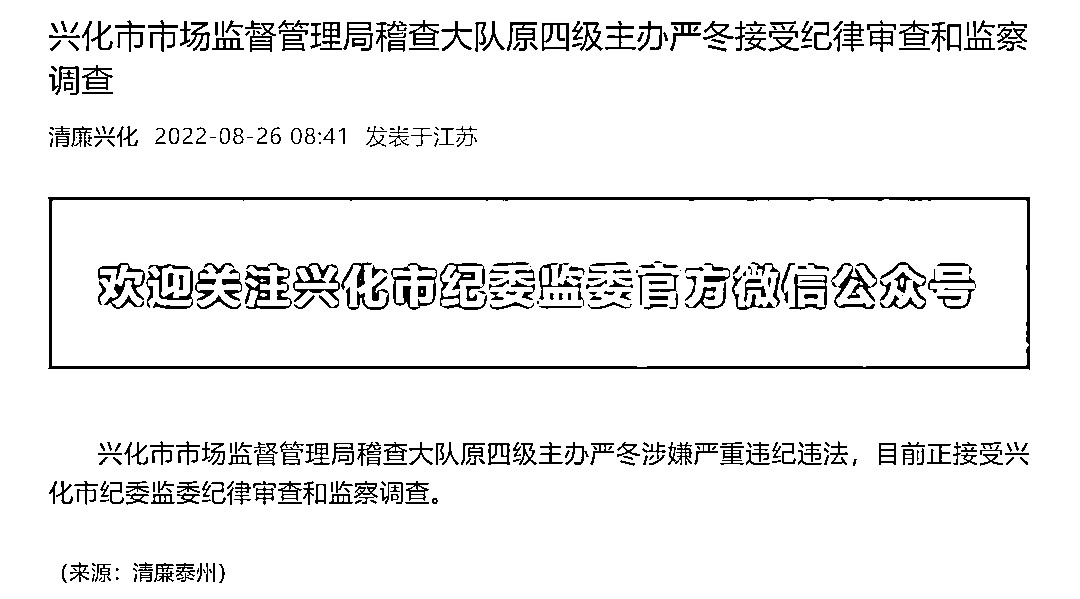 兴化市市场监督管理局稽查大队原四级主办严冬接受纪律审查和监察
调查
清廉兴化 2022-08-26 08:41 发表于江苏
欢迎关注兴化市纪委监委官方微信公众号
兴化市市场监督管理局稽查大队原四级主办严冬涉嫌严重违纪违法，目前正接受兴
化市纪委监委纪律审查和监察调查。
（来源：清廉泰州）